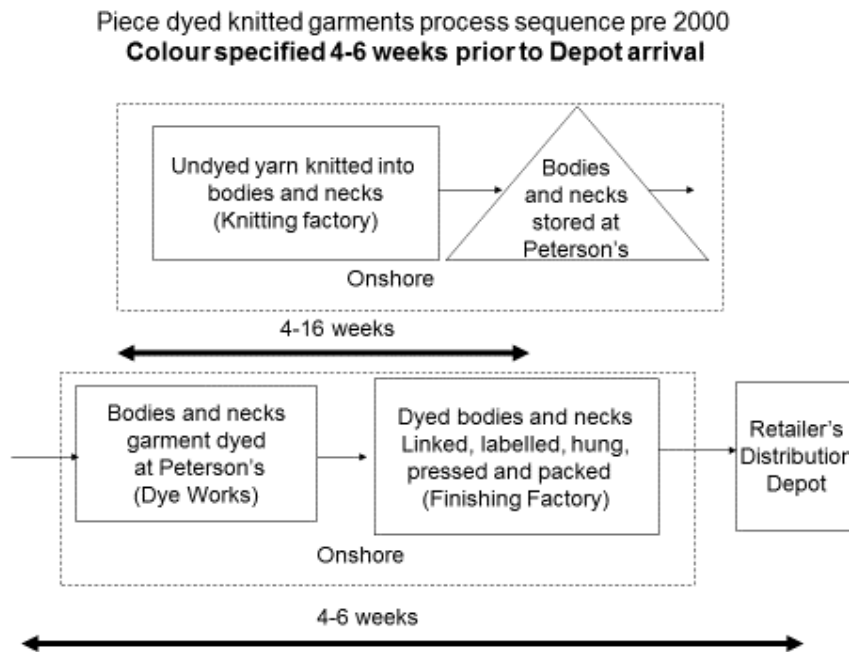 Piece dyed knitted garments process sequence pre 2000
Colour specified 4-6 weeks prior to Depot arrival
Undyed yarn knitted into
bodies and necks
(Knitting factory)
Bodies
and necks
stored at
Peterson's
Onshore
4-16 weeks
Bodies and necks
garment dyed
at Peterson's
(Dye Works)
Dyed bodies and necks
Linked, labelled, hung,
pressed and packed
(Finishing Factory)
Retailer's
Distribution
Depot
Onshore
4-6 weeks